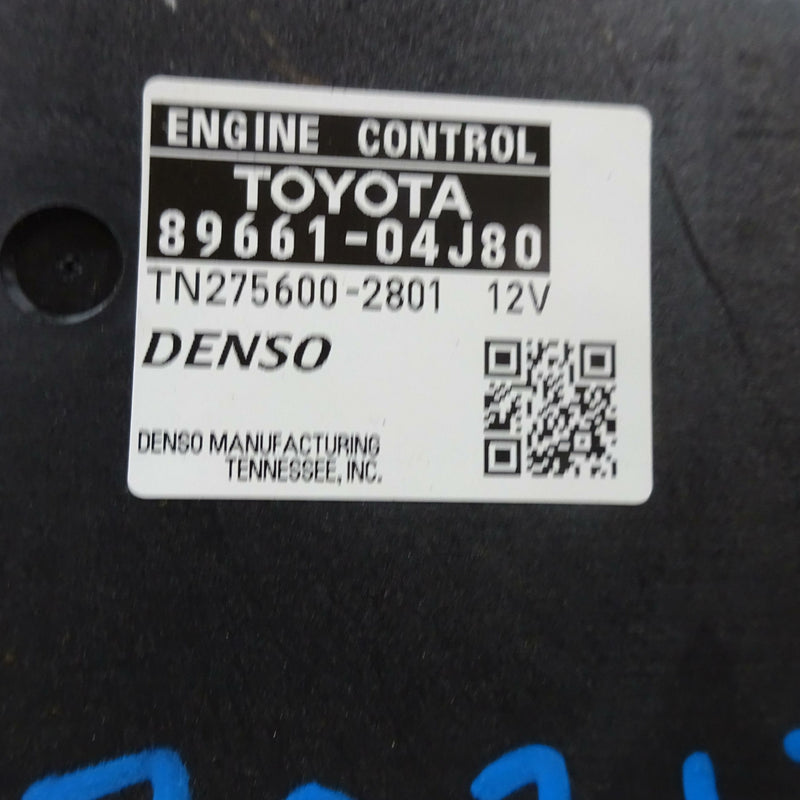 ENGINE CONTROL
TOYOTA
89661-04J80
TN275600-2801 12V
DENSO
DENSO MANUFACTURING
TENNESSEE, INC.